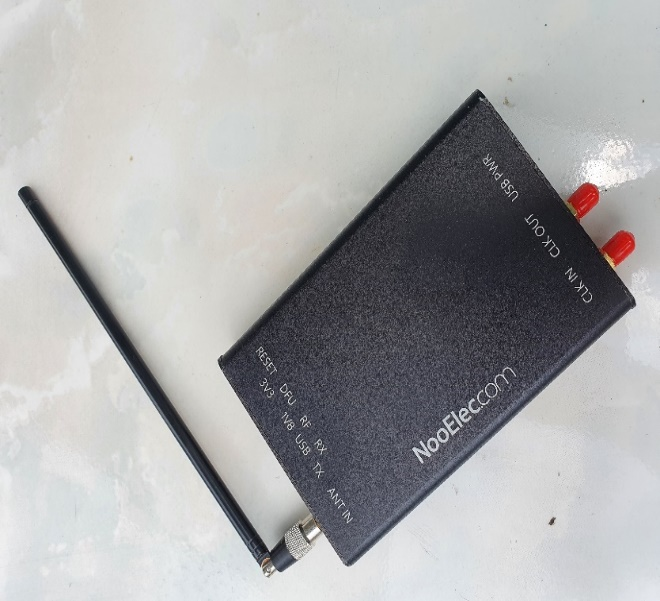 USB PWR
CLK OUT
CLK IN
RESET DFU RF RX
3V3 1V8 USB TX
ANT IN
NooElec.com